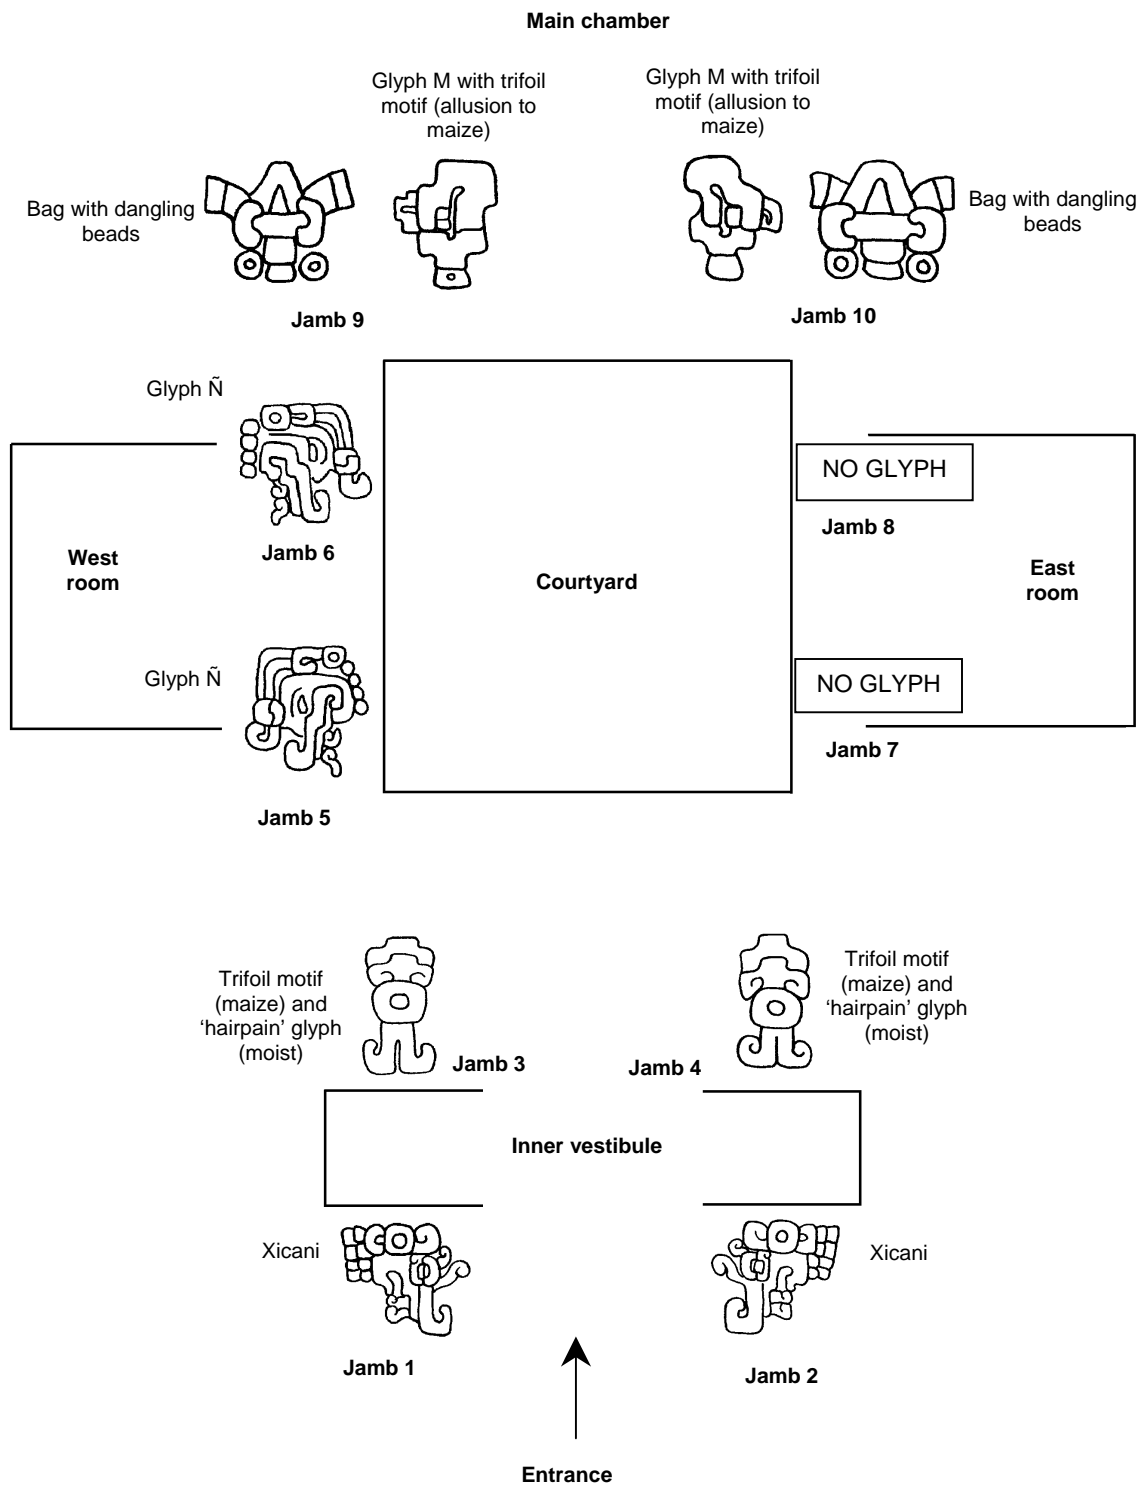 Main chamber
Glyph M with trifoil
motif (allusion to
maize)
Glyph M with trifoil
motif (allusion to
maize)
Bag with dangling
beads
Bag with dangling
beads
Jamb 9
Jamb 10
Glyph Ñ
NO GLYPH
Jamb 8
Jamb 6
West
room
Courtyard
East
room
Glyph Ñ
NO GLYPH
Jamb 7
Jamb 5
Trifoil motif
(maize) and
‘hairpain’ glyph
(moist)
Jamb 3
Trifoil motif
(maize) and
‘hairpain’ glyph
(moist)
Jamb 4
Inner vestibule
Xicani
Xicani
Jamb 1
Jamb 2
Entrance